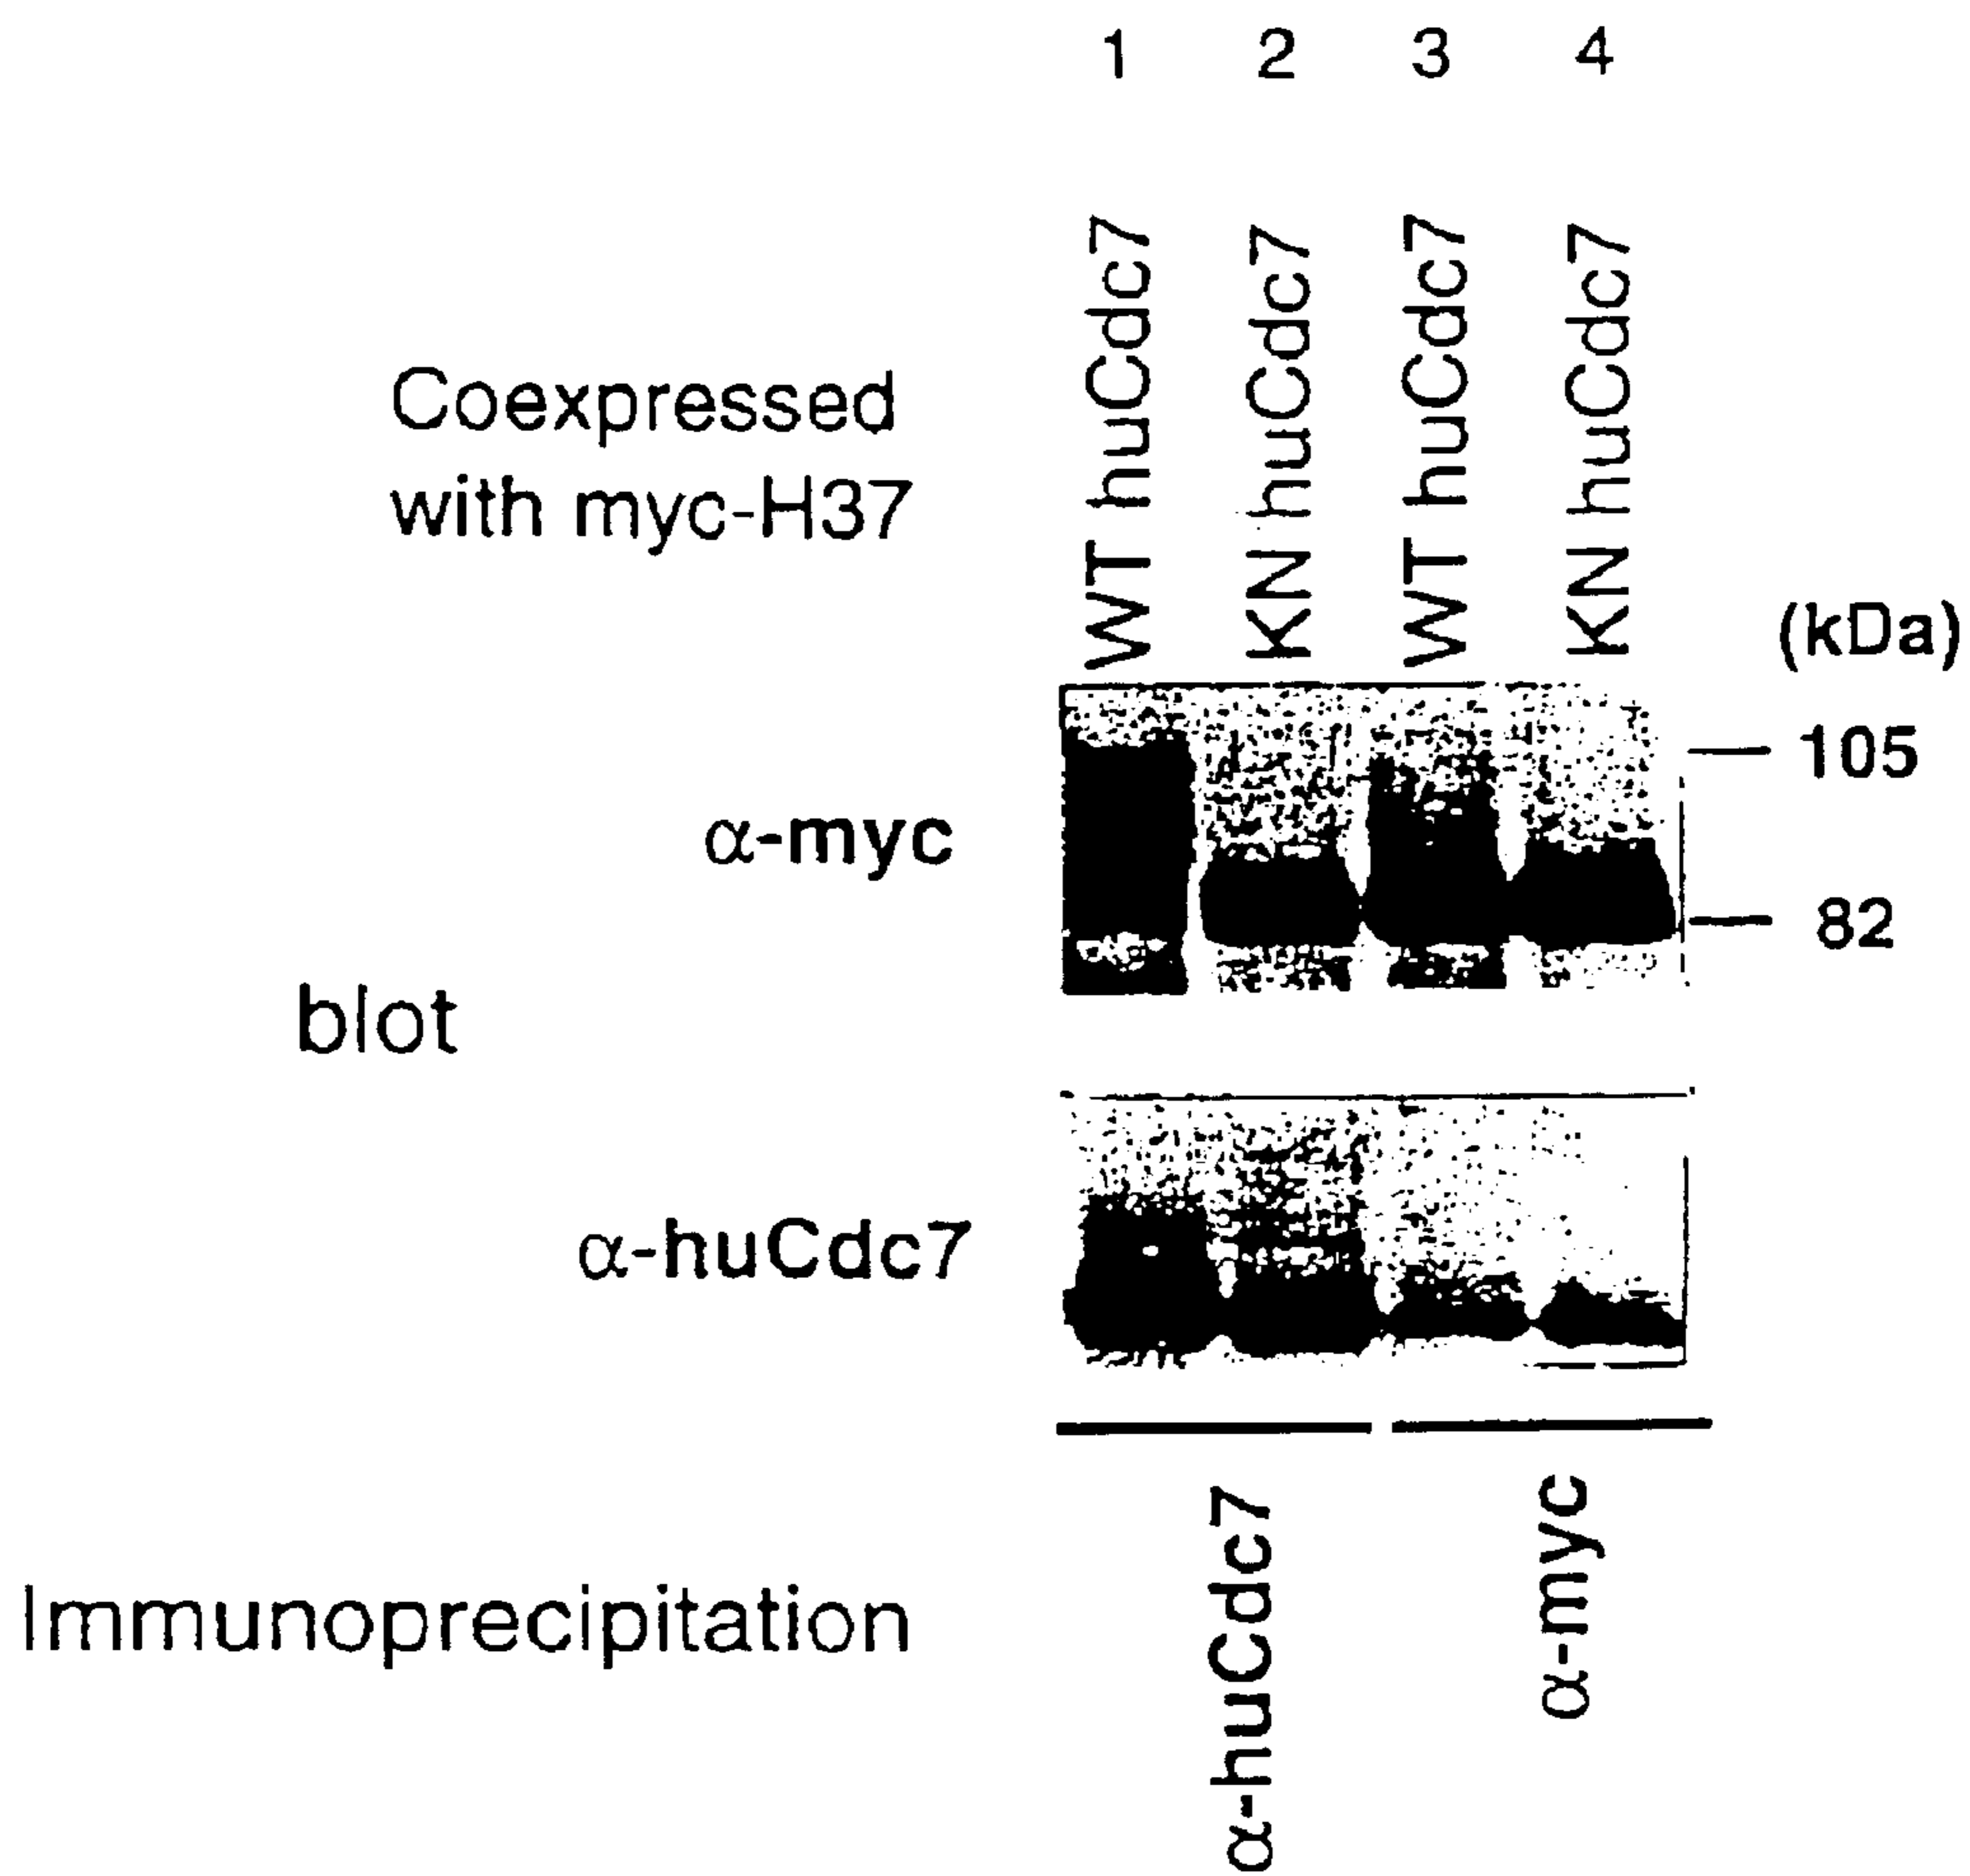 1 2 3 4
WT huCdc7
KN huCdc7
WT huCdc7
KN huCdc7
Coexpressed
with myc-H37
(kDa)
105
α-myc
82
blot
α-huCdc7
α-huCdc7
α-myc
Immunoprecipitation